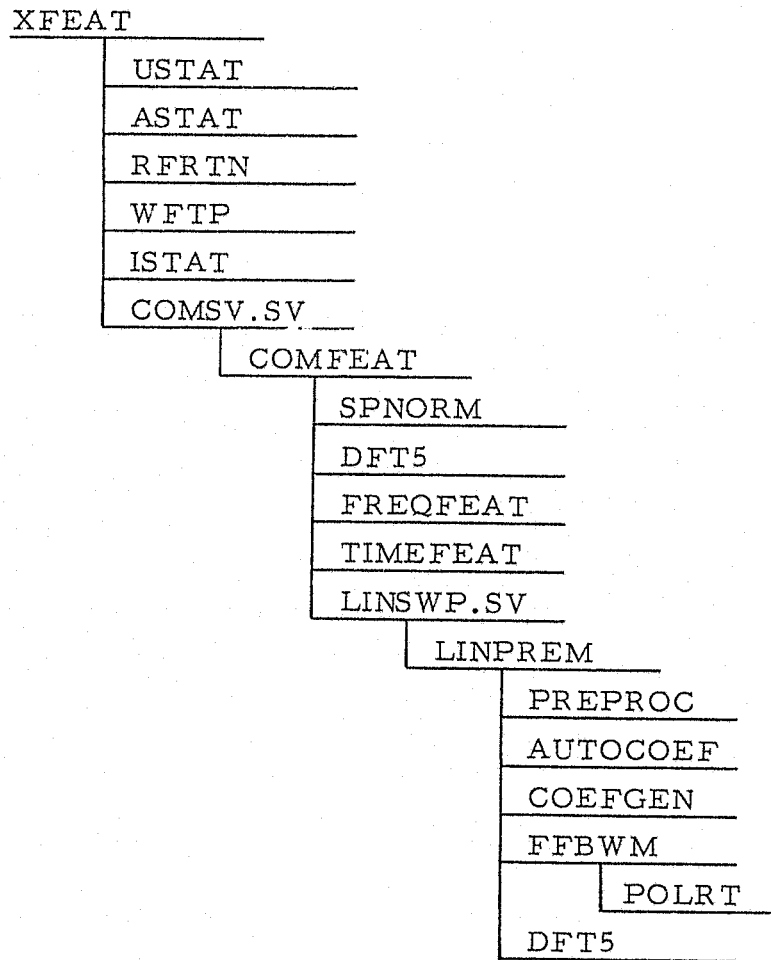 XFEAT
USTAT
ASTAT
RFRTN
WFTP
ISTAT
COMSV.SV
COMFEAT
SPNORM
DFT5
FREQFEAT
TIMEFEAT
LINSWP.SV
LINPREM
PREPROC
AUTOCOEF
COEFGEN
FFBWM
POLRT
DFT5